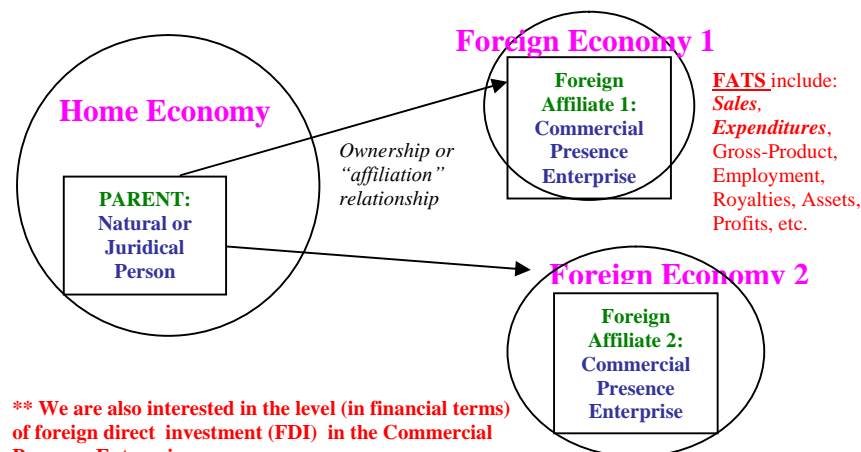 Foreign Economy 1
Home Economy
Foreign
Affiliate 1:
Commercial
Presence
Enterprise
FATS include:
Sales,
Expenditures,
Gross-Product,
Employment,
Royalties, Assets,
Profits, etc.
Ownership or
“affiliation”
relationship
PARENT:
Natural or
Juridical
Person
Foreign Economy 2
Foreign
Affiliate 2:
Commercial
Presence
Enterprise
** We are also interested in the level (in financial terms)
of foreign direct investment (FDI) in the Commercial